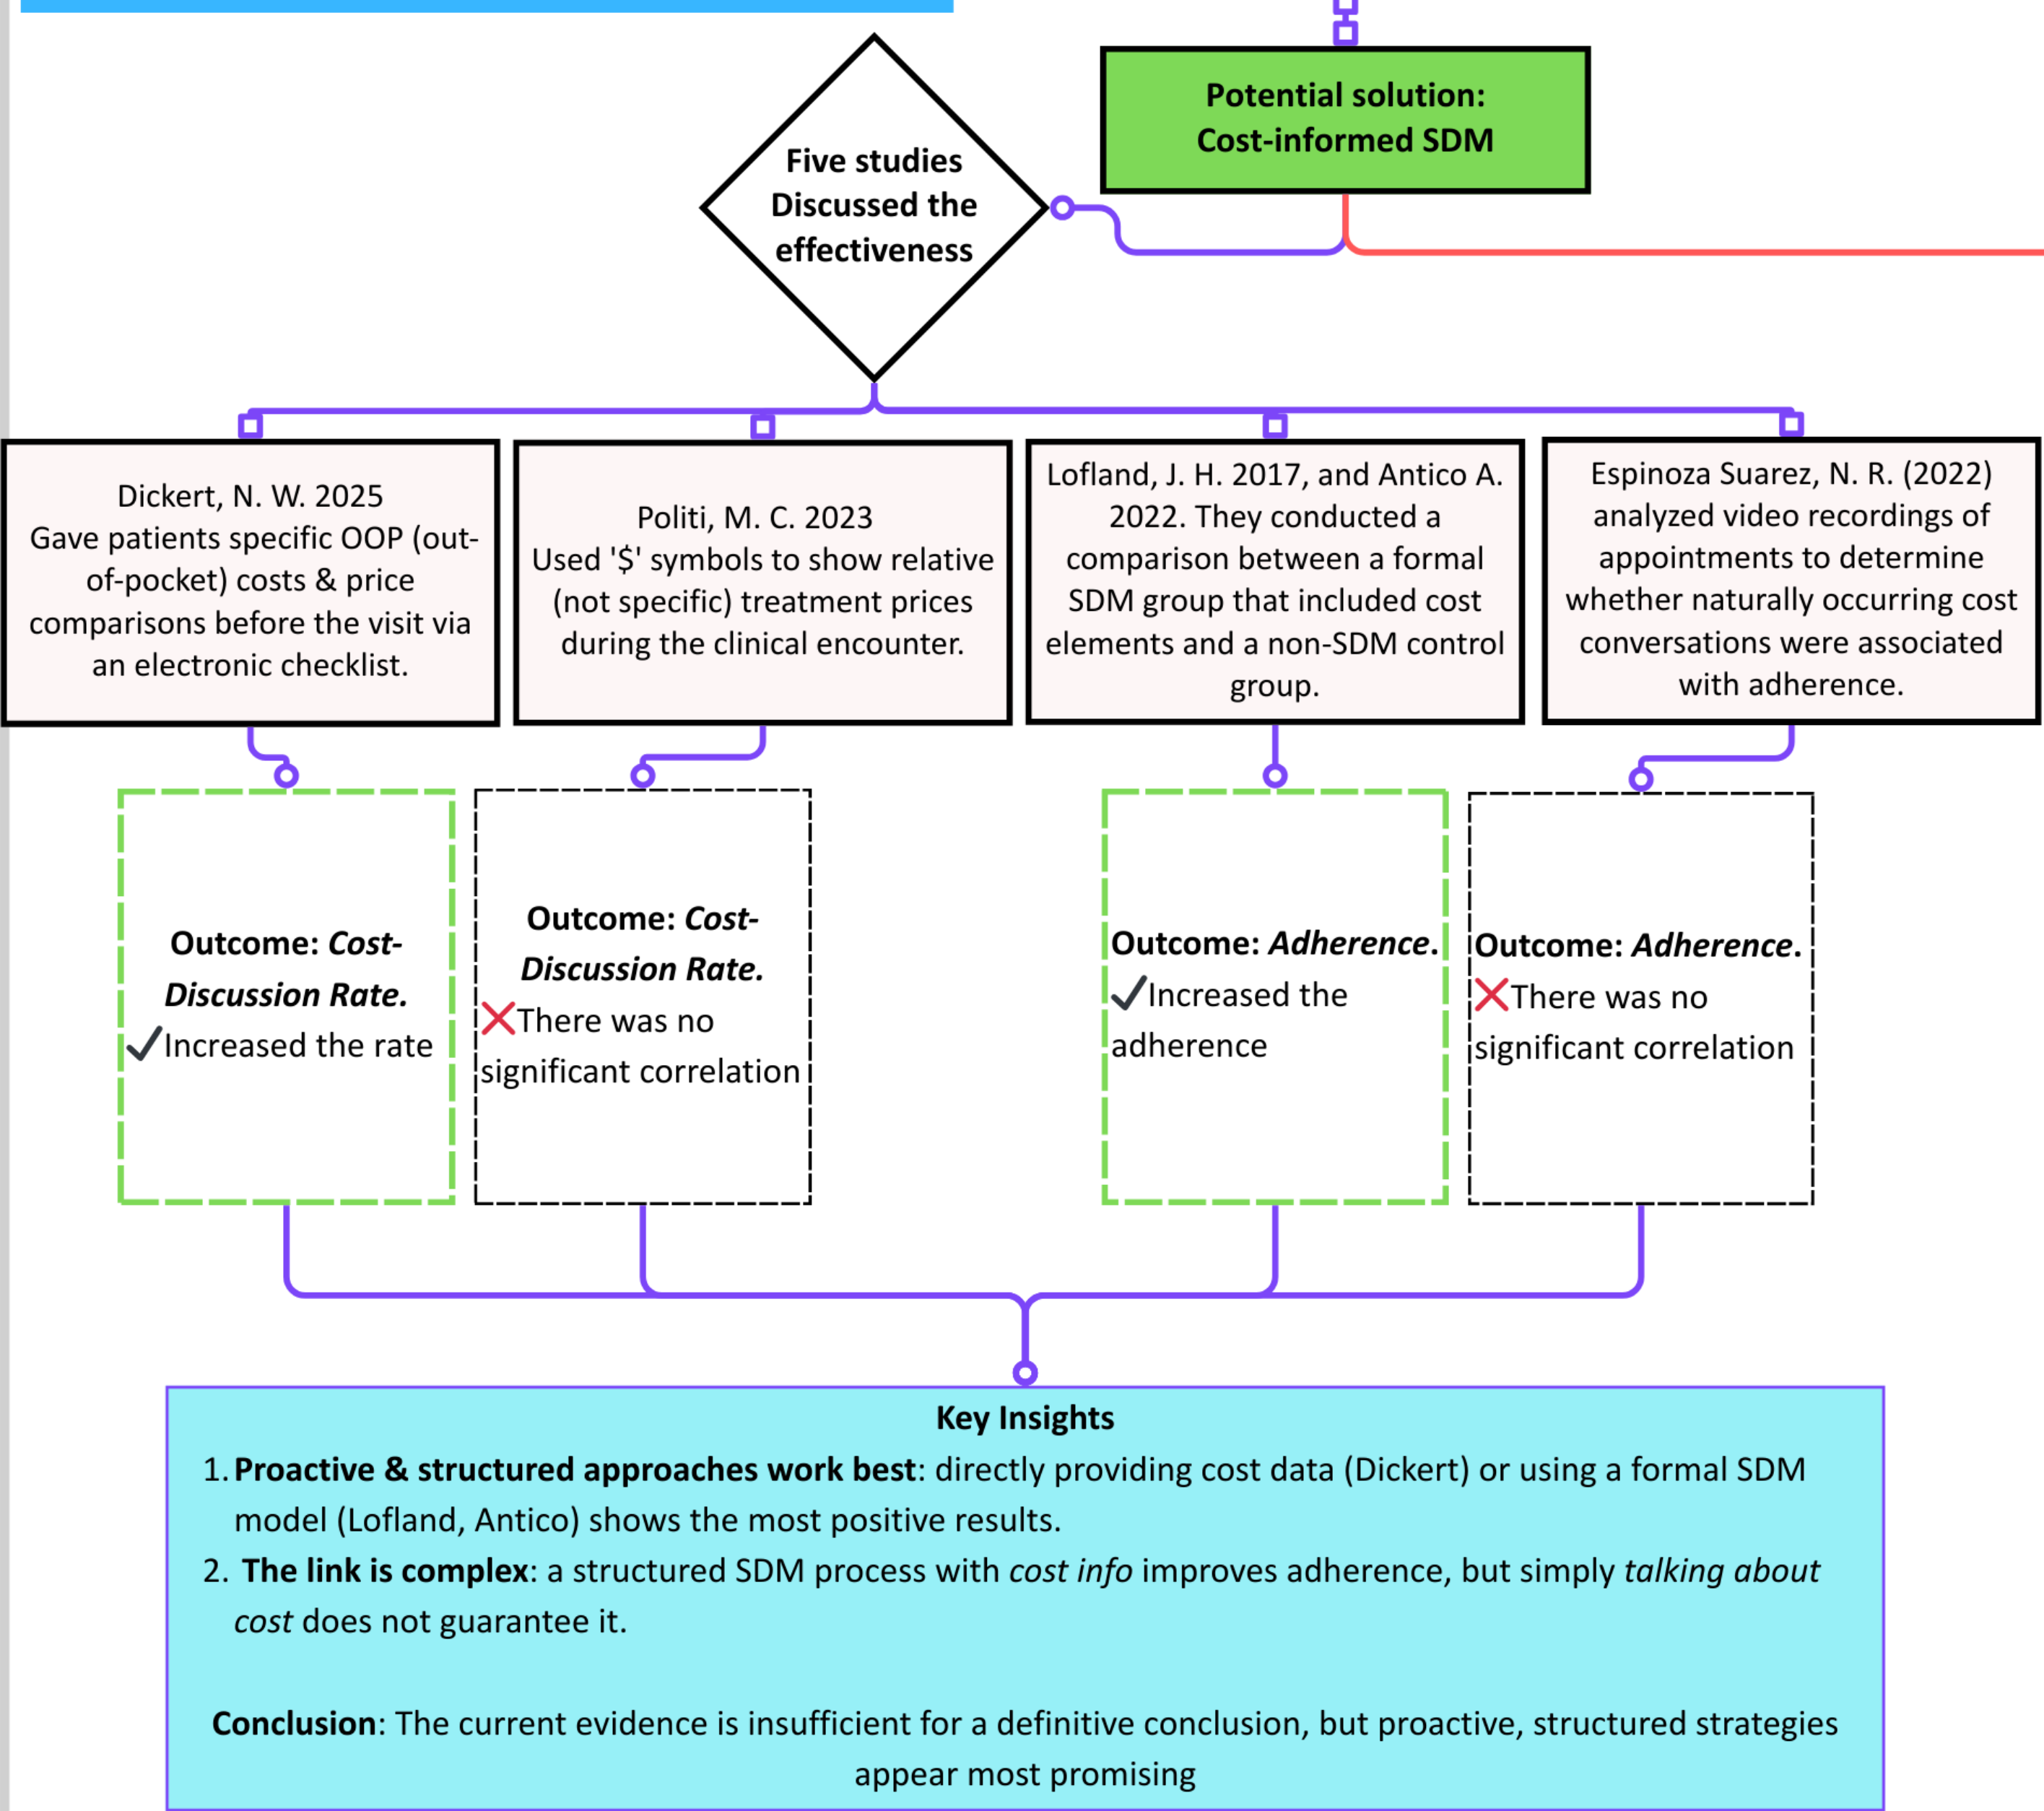 Potential solution:
Cost-informed SDM
Five studies
Discussed the
effectiveness
Dickert, N. W. 2025
Gave patients specific OOP (out-
of-pocket) costs & price
comparisons before the visit via
an electronic checklist.
Politi, M. C. 2023
Used '$' symbols to show relative
(not specific) treatment prices
during the clinical encounter.
Lofland, J. H. 2017, and Antico A.
2022. They conducted a
comparison between a formal
SDM group that included cost
elements and a non-SDM control
group.
Espinoza Suarez, N. R. (2022)
analyzed video recordings of
appointments to determine
whether naturally occurring cost
conversations were associated
with adherence.
Outcome: Cost-
Discussion Rate.
✓Increased the rate
Outcome: Cost-
Discussion Rate.
❌There was no
significant correlation
Outcome: Adherence.
✓Increased the
adherence
Outcome: Adherence.
❌There was no
significant correlation
Key Insights
1. Proactive & structured approaches work best: directly providing cost data (Dickert) or using a formal SDM
model (Lofland, Antico) shows the most positive results.
2. The link is complex: a structured SDM process with cost info improves adherence, but simply talking about
cost does not guarantee it.
Conclusion: The current evidence is insufficient for a definitive conclusion, but proactive, structured strategies
appear most promising